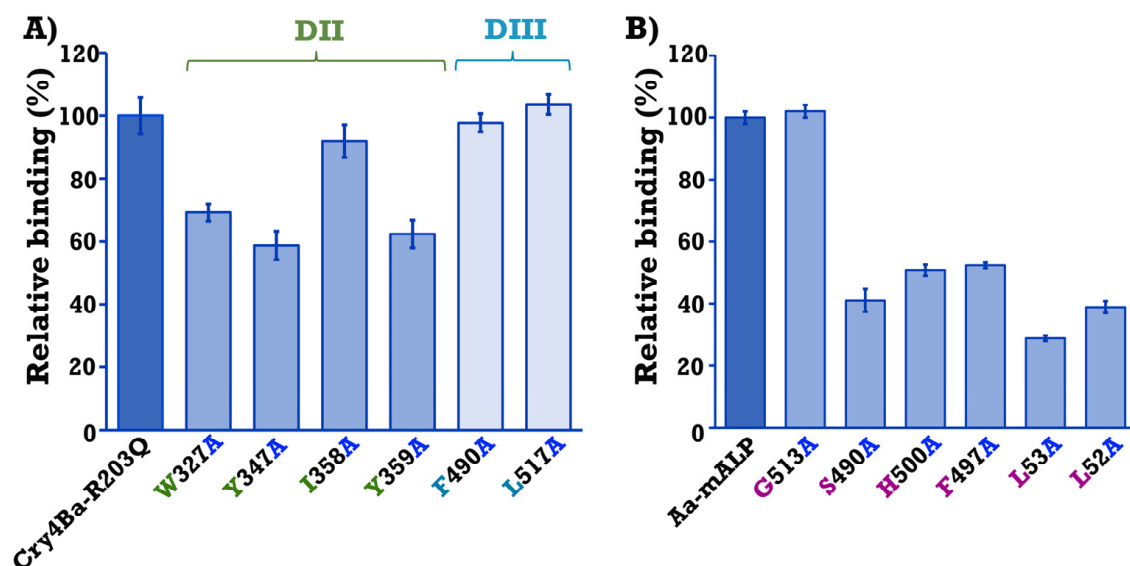 A)
DII
DIII
Relative binding (%)
120
100
80
60
40
20
0
Cry4Ba-R203Q
W327A
Y347A
I358A
Y359A
F490A
L517A
B)
Relative binding (%)
120
100
80
60
40
20
0
Aa-mALP
G513A
S490A
H500A
F497A
L53A
L52A